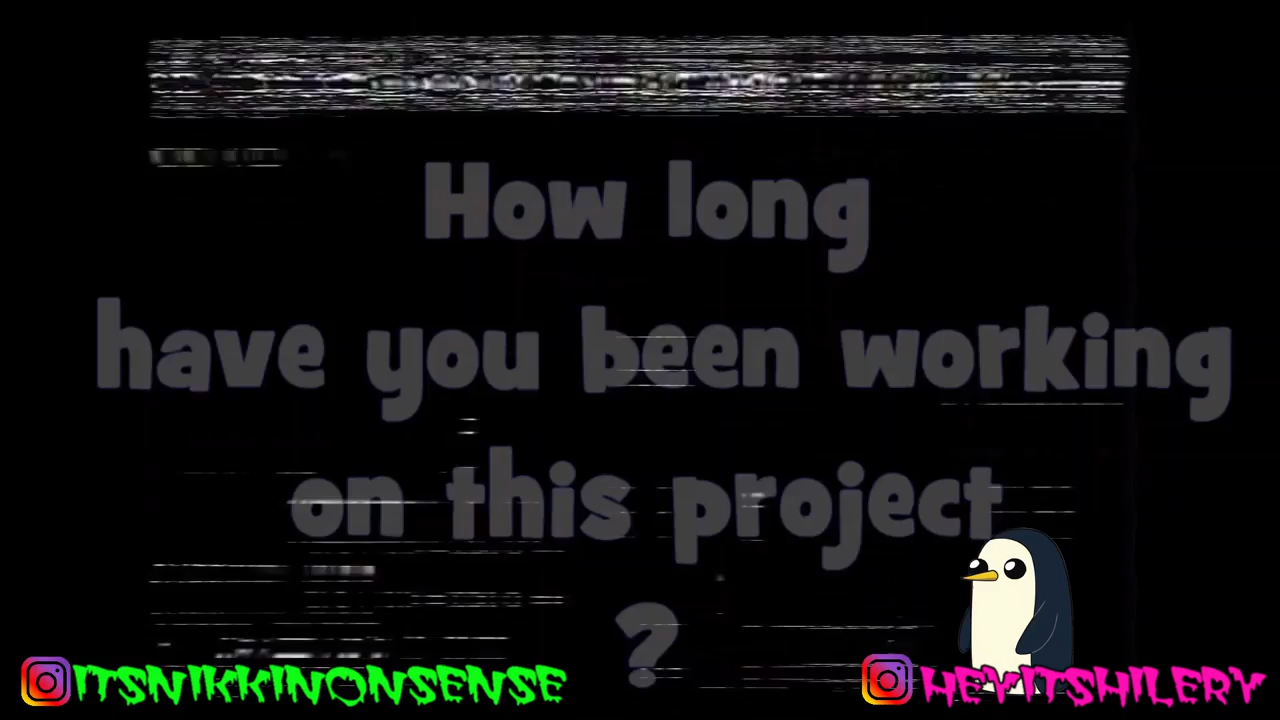 How long
have you been working
on this project
?
ITSNIKKINONSENSE
HEYITSHILERY